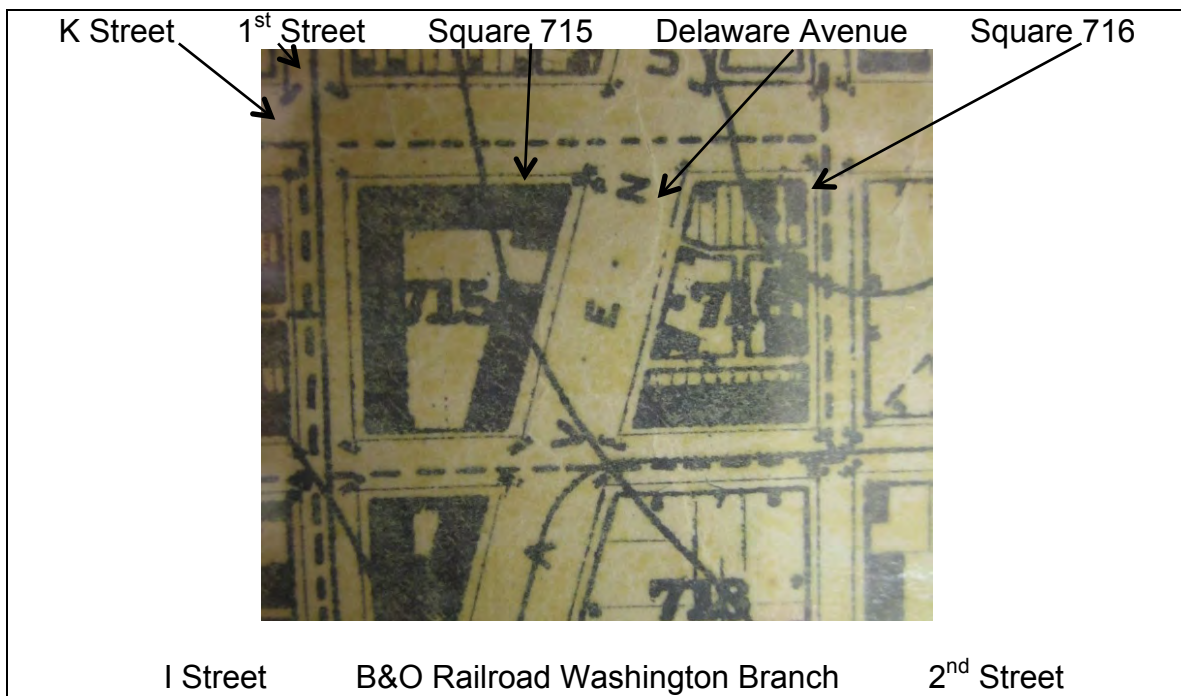 K Street 1st Street Square 715 Delaware Avenue Square 716
N
E.
715 716
A
718
I Street B&O Railroad Washington Branch 2nd Street